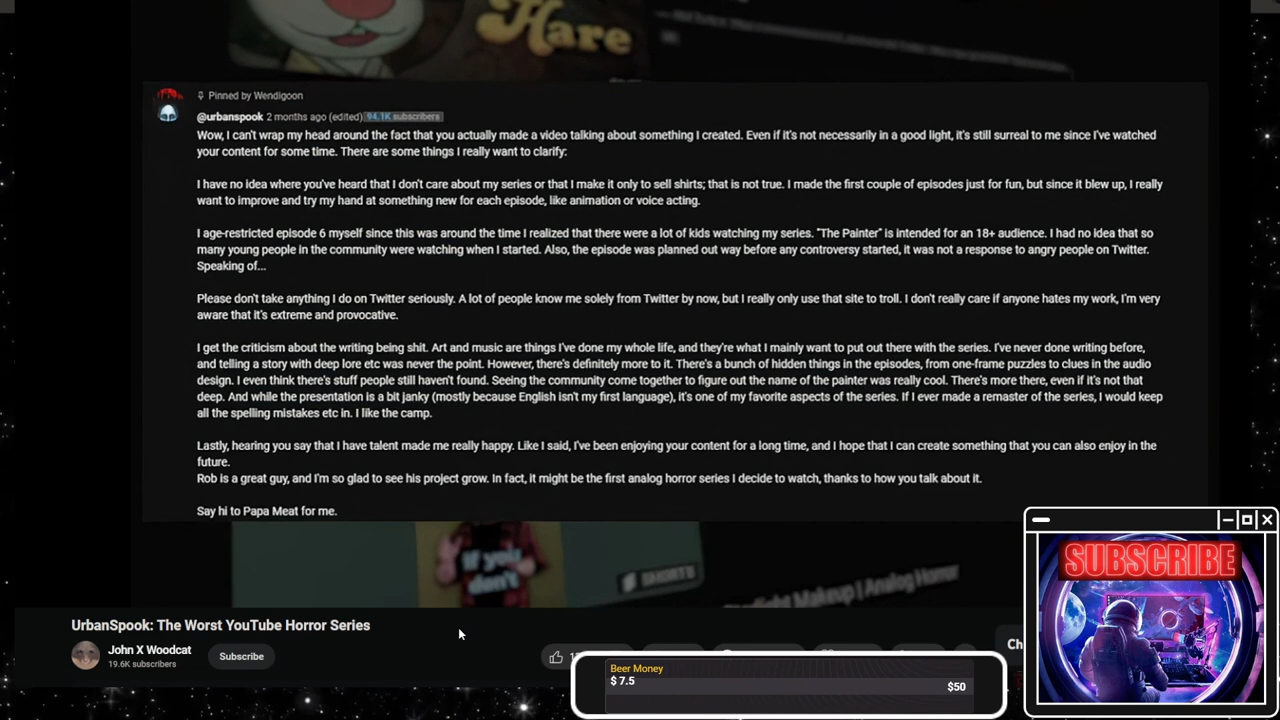 Hare
Pinned by Wendigoon
@urbanspook 2 months ago (edited) 94.1K subscribers
Wow, I can't wrap my head around the fact that you actually made a video talking about something I created. Even if it's not necessarily in a good light, it's still surreal to me since I've watched
your content for some time. There are some things I really want to clarify:
I have no idea where you've heard that I don't care about my series or that I make it only to sell shirts; that is not true. I made the first couple of episodes just for fun, but since it blew up, I really
want to improve and try my hand at something new for each episode, like animation or voice acting.
I age-restricted episode 6 myself since this was around the time I realized that there were a lot of kids watching my series. "The Painter" is intended for an 18+ audience. I had no idea that so
many young people in the community were watching when I started. Also, the episode was planned out way before any controversy started, it was not a response to angry people on Twitter.
Speaking of...
Please don't take anything I do on Twitter seriously. A lot of people know me solely from Twitter by now, but I really only use that site to troll. I don't really care if anyone hates my work, I'm very
aware that it's extreme and provocative.
I get the criticism about the writing being shit. Art and music are things I've done my whole life, and they're what I mainly want to put out there with the series. I've never done writing before,
and telling a story with deep lore etc was never the point. However, there's definitely more to it. There's a bunch of hidden things in the episodes, from one-frame puzzles to clues in the audio
design. I even think there's stuff people still haven't found. Seeing the community come together to figure out the name of the painter was really cool. There's more there, even if it's not that
deep. And while the presentation is a bit janky (mostly because English isn't my first language), it's one of my favorite aspects of the series. If I ever made a remaster of the series, I would keep
all the spelling mistakes etc in. I like the camp.
Lastly, hearing you say that I have talent made me really happy. Like I said, I've been enjoying your content for a long time, and I hope that I can create something that you can also enjoy in the
future.
Rob is a great guy, and I'm so glad to see his project grow. In fact, it might be the first analog horror series I decide to watch, thanks to how you talk about it.
Say hi to Papa Meat for me.
if you
don't
SHORTS
Makeup | Analog Horror
SUBSCRIBE
UrbanSpook: The Worst YouTube Horror Series
John X Woodcat
19.6K subscribers
Subscribe
Ch
Beer Money
$ 7.5
$50